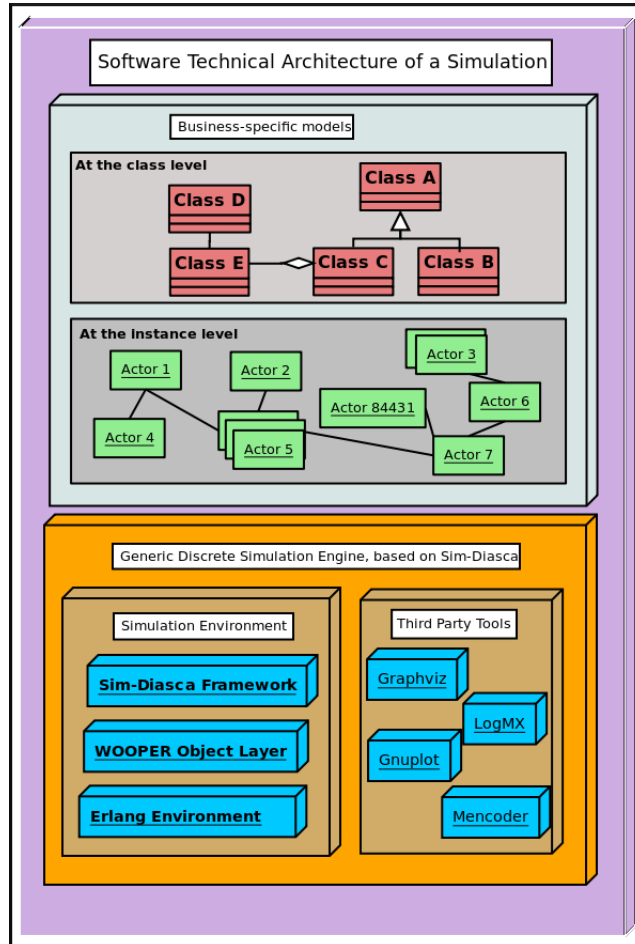 Software Technical Architecture of a Simulation
Business-specific models
At the class level
Class A
Class D
Class E
Class C
Class B
At the instance level
Actor 3
Actor 1
Actor 2
Actor 6
Actor 84431
Actor 4
Actor 5
Actor 7
Generic Discrete Simulation Engine, based on Sim-Diasca
Simulation Environment
Sim-Diasca Framework
WOOPER Object Layer
Erlang Environment
Third Party Tools
Graphviz
LogMX
Gnuplot
Mencoder